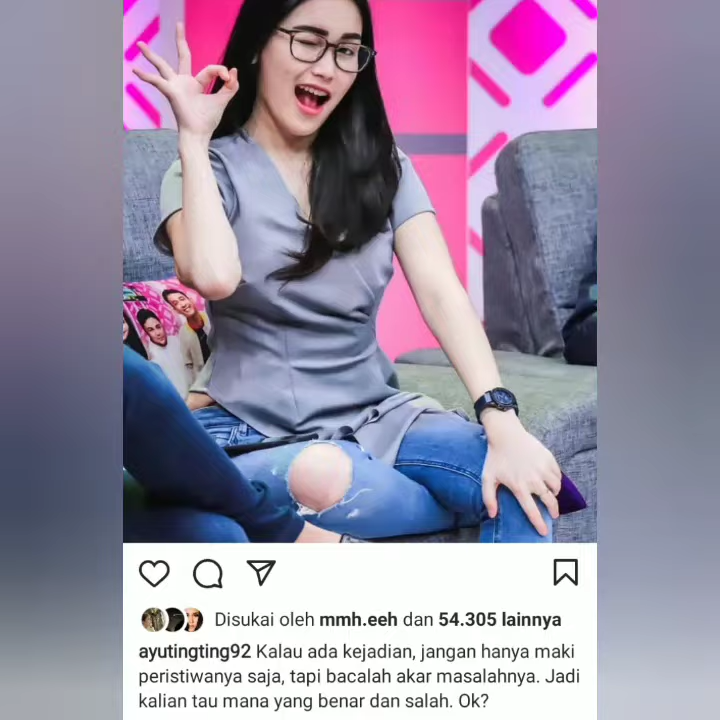 Disukai oleh mmh.eeh dan 54.305 lainnya
ayutingting92 Kalau ada kejadian, jangan hanya maki
peristiwanya saja, tapi bacalah akar masalahnya. Jadi
kalian tau mana yang benar dan salah. Ok?